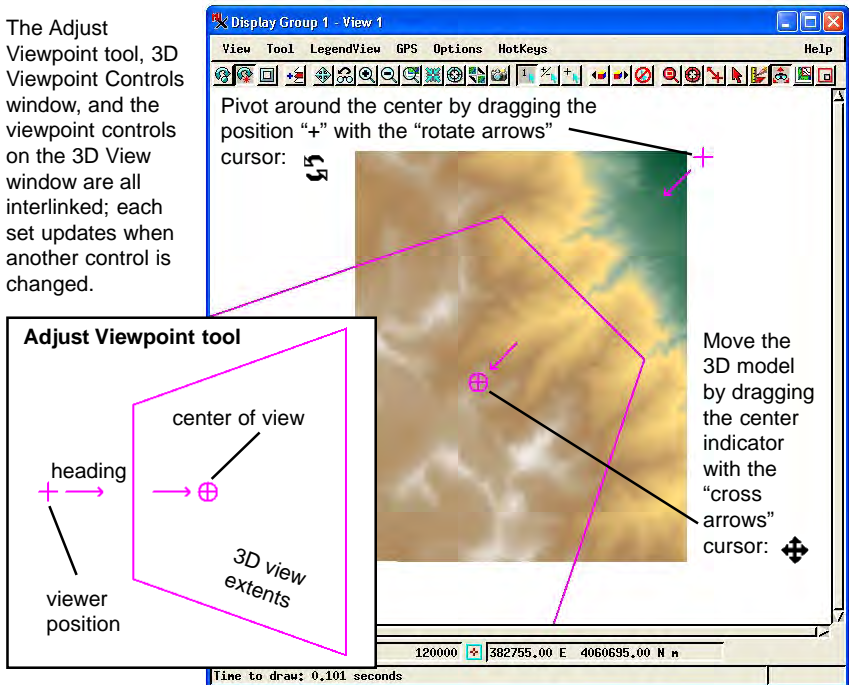 The Adjust
Viewpoint tool, 3D
Viewpoint Controls
window, and the
viewpoint controls
on the 3D View
window are all
interlinked; each
set updates when
another control is
changed.
Display Group 1 - View 1
View Tool LegendView GPS Options HotKeys Help
Pivot around the center by dragging the
position “+” with the “rotate arrows”
cursor:
Move the
3D model
by dragging
the center
indicator
with the
“cross
arrows”
cursor:
Adjust Viewpoint tool
center of view
heading
3D view
extents
viewer
position
120000 382755.00 E 4060695.00 N m
Time to draw: 0.101 seconds